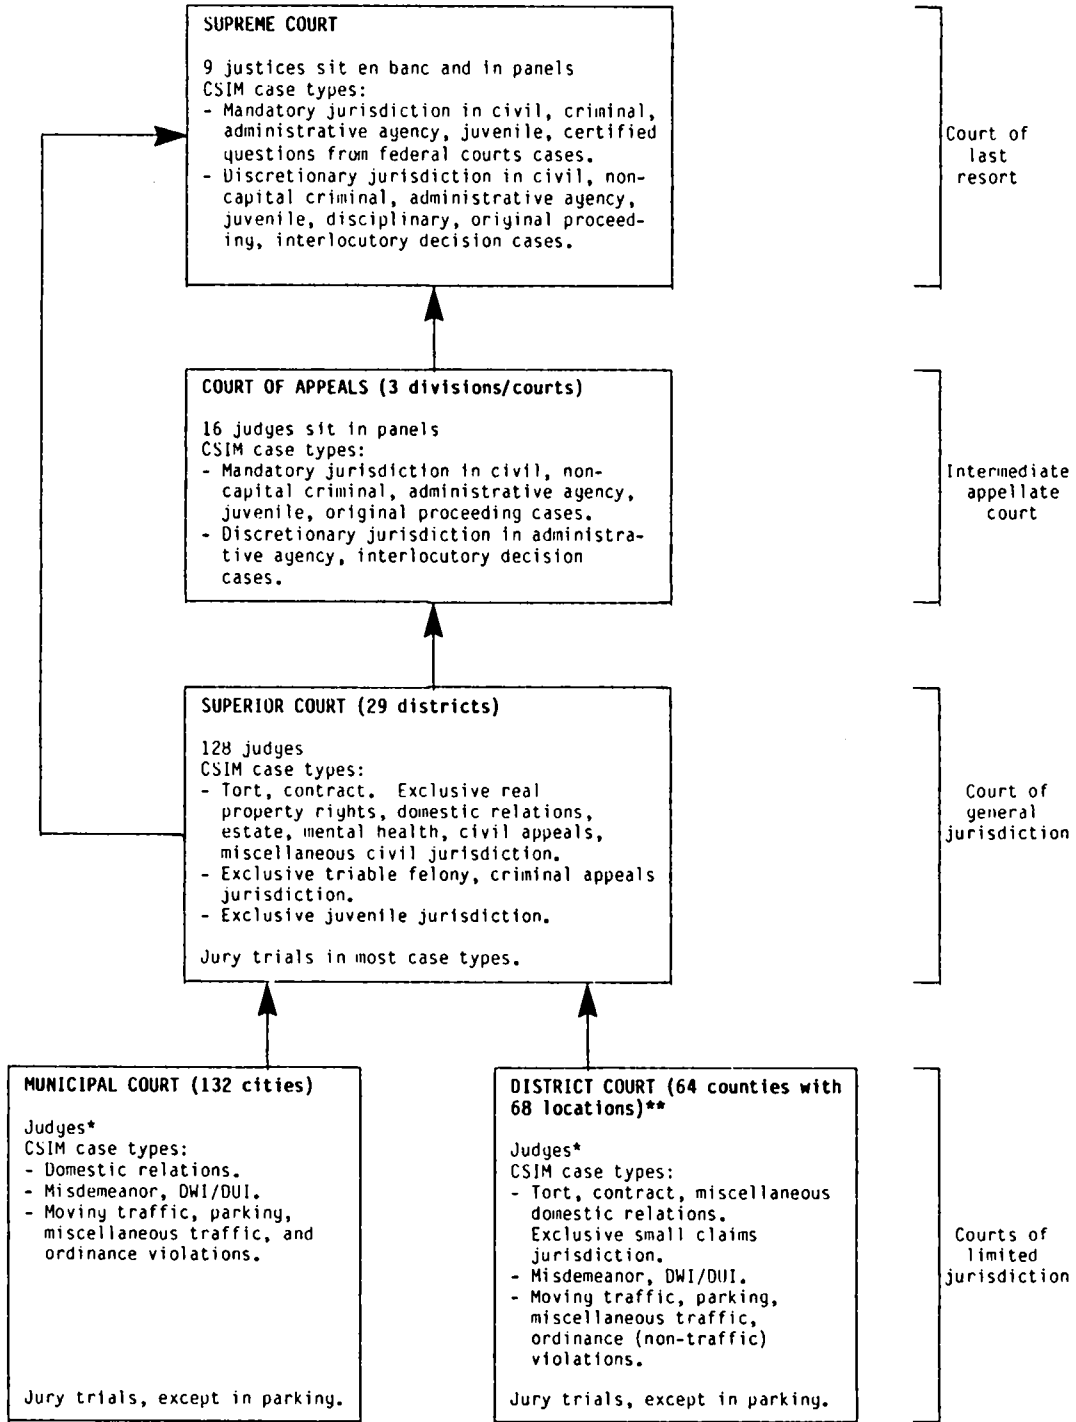 SUPREME COURT
9 justices sit en banc and in panels
CSIM case types:
- Mandatory jurisdiction in civil, criminal,
administrative agency, juvenile, certified
questions from federal courts cases.
- Discretionary jurisdiction in civil, non-
capital criminal, administrative agency,
juvenile, disciplinary, original proceed-
ing, interlocutory decision cases.
Court of
last
resort
COURT OF APPEALS (3 divisions/courts)
16 judges sit in panels
CSIM case types:
- Mandatory jurisdiction in civil, non-
capital criminal, administrative agency,
juvenile, original proceeding cases.
- Discretionary jurisdiction in administra-
tive agency, interlocutory decision
cases.
Intermediate
appellate
court
SUPERIOR COURT (29 districts)
128 judges
CSIM case types:
- Tort, contract. Exclusive real
property rights, domestic relations,
estate, mental health, civil appeals,
miscellaneous civil jurisdiction.
- Exclusive triable felony, criminal appeals
jurisdiction.
- Exclusive juvenile jurisdiction.
Jury trials in most case types.
Court of
general
jurisdiction
MUNICIPAL COURT (132 cities)
Judges*
CSIM case types:
- Domestic relations.
- Misdemeanor, DWI/DUI.
- Moving traffic, parking,
miscellaneous traffic, and
ordinance violations.
Jury trials, except in parking.
DISTRICT COURT (64 counties with
68 locations)**
Judges*
CSIM case types:
- Tort, contract, miscellaneous
domestic relations.
Exclusive small claims
jurisdiction.
- Misdemeanor, DWI/DUI.
- Moving traffic, parking,
miscellaneous traffic,
ordinance (non-traffic)
violations.
Jury trials, except in parking.
Courts of
limited
jurisdiction